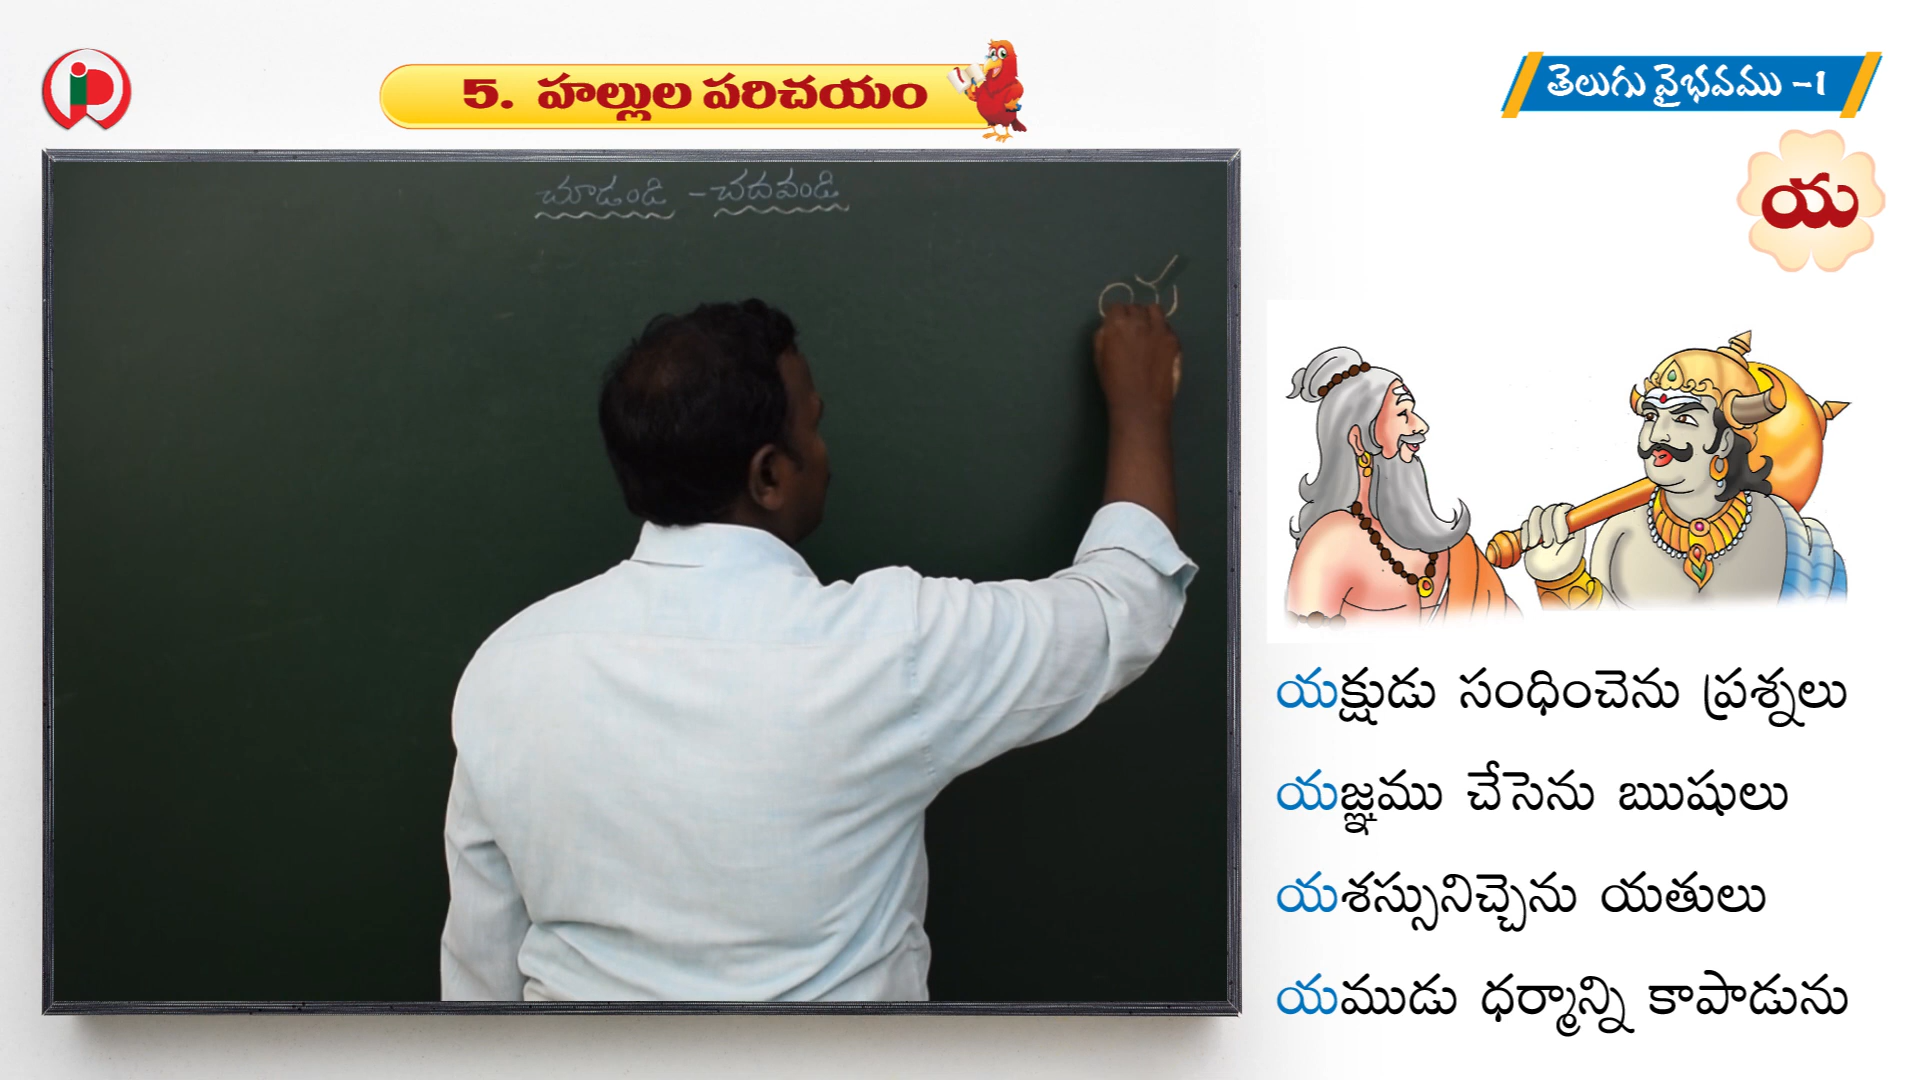 5. హల్లుల పరిచయం
తెలుగు వైభవము -1
చూడండి - చదవండి
య
యక్షుడు సంధించెను ప్రశ్నలు
యజ్ఞము చేసెను ఋషులు
యశస్సునిచ్చెను యతులు
యముడు ధర్మాన్ని కాపాడును